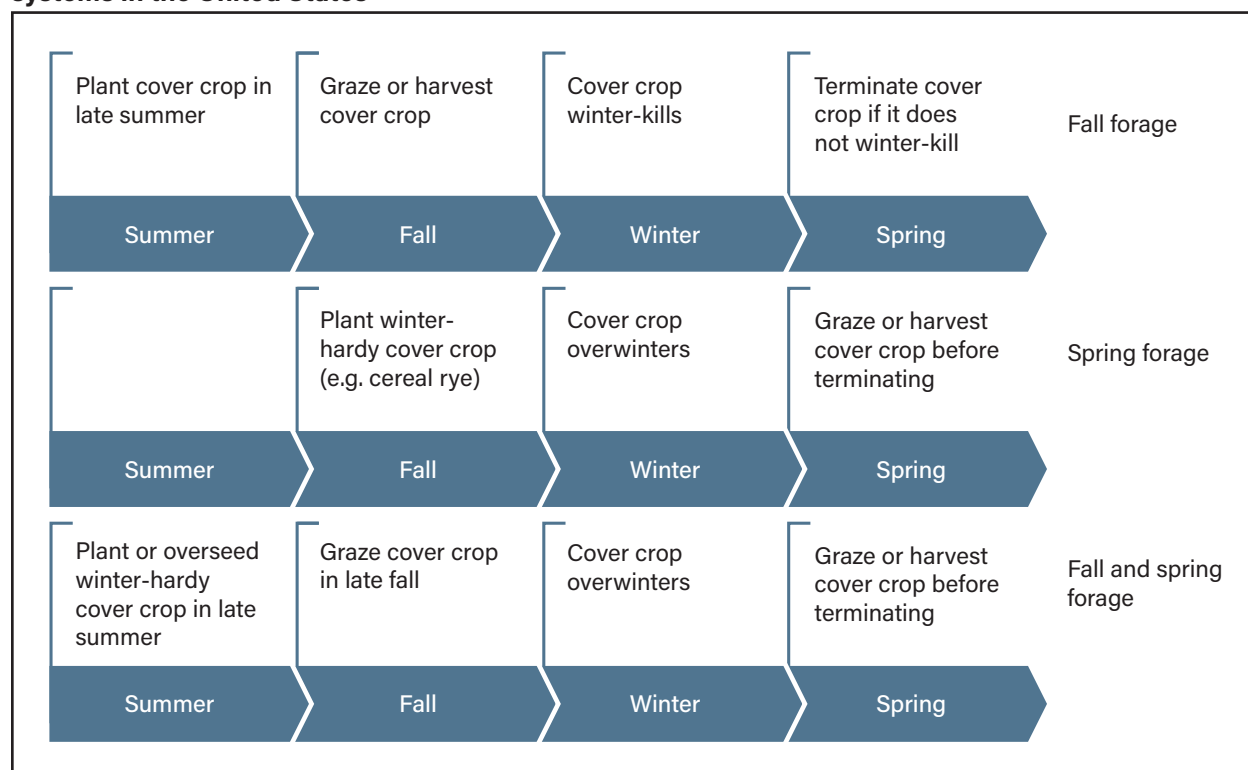 systems in the United States
Plant cover crop in
late summer
Graze or harvest
cover crop
Cover crop
winter-kills
Terminate cover
crop if it does
not winter-kill
Fall forage
Summer
Fall
Winter
Spring
Plant winter-
hardy cover crop
(e.g. cereal rye)
Cover crop
overwinters
Graze or harvest
cover crop before
terminating
Spring forage
Summer
Fall
Winter
Spring
Plant or overseed
winter-hardy
cover crop in late
summer
Graze cover crop
in late fall
Cover crop
overwinters
Graze or harvest
cover crop before
terminating
Fall and spring
forage
Summer
Fall
Winter
Spring